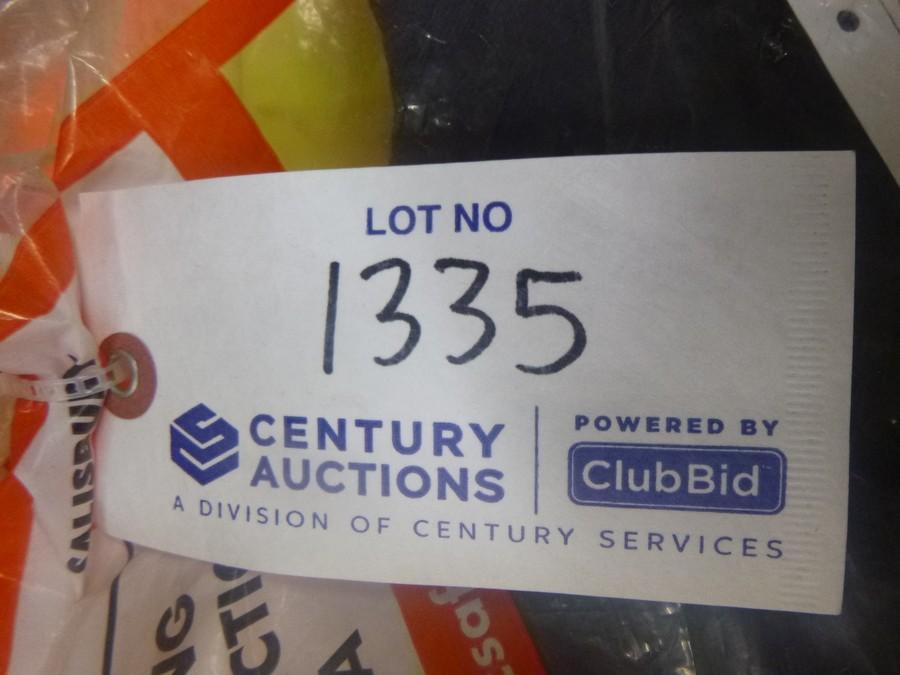 LOT NO
1335
CENTURY
AUCTIONS
A DIVISION OF CENTURY SERVICES
POWERED BY
ClubBid
SALISBURY